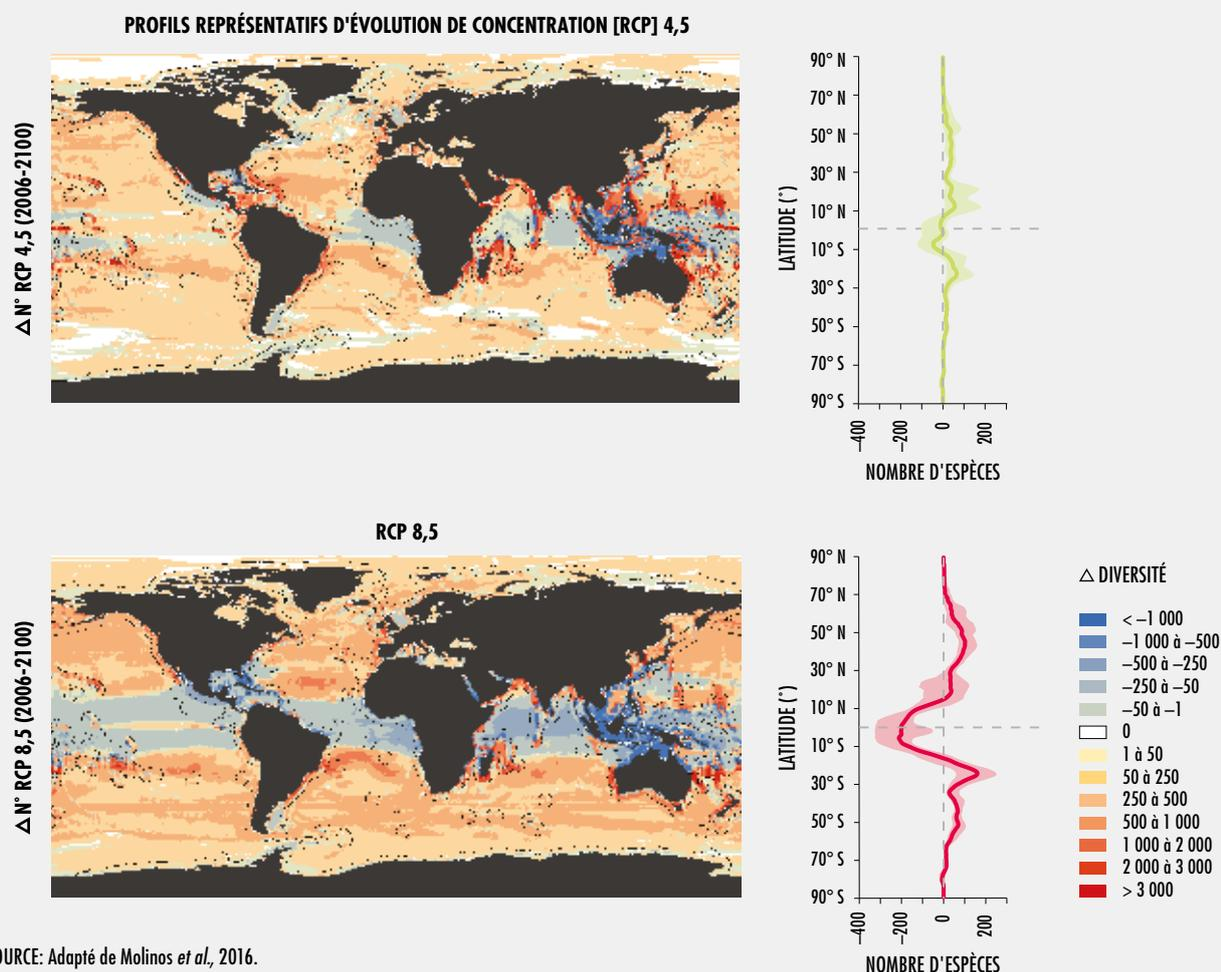 PROFILS REPRÉSENTATIFS D'ÉVOLUTION DE CONCENTRATION [RCP] 4,5
△N° RCP 4,5 (2006-2100)
LATITUDE (°)
90° N
70° N
50° N
30° N
10° N
10° S
30° S
50° S
70° S
90° S
–400
–200
0
200
NOMBRE D'ESPÈCES
RCP 8,5
△N° RCP 8,5 (2006-2100)
LATITUDE (°)
90° N
70° N
50° N
30° N
10° N
10° S
30° S
50° S
70° S
90° S
–400
–200
0
200
NOMBRE D'ESPÈCES
△ DIVERSITÉ
< –1 000
–1 000 à –500
–500 à –250
–250 à –50
–50 à –1
0
1 à 50
50 à 250
250 à 500
500 à 1 000
1 000 à 2 000
2 000 à 3 000
> 3 000
OURCE: Adapté de Molinos et al., 2016.